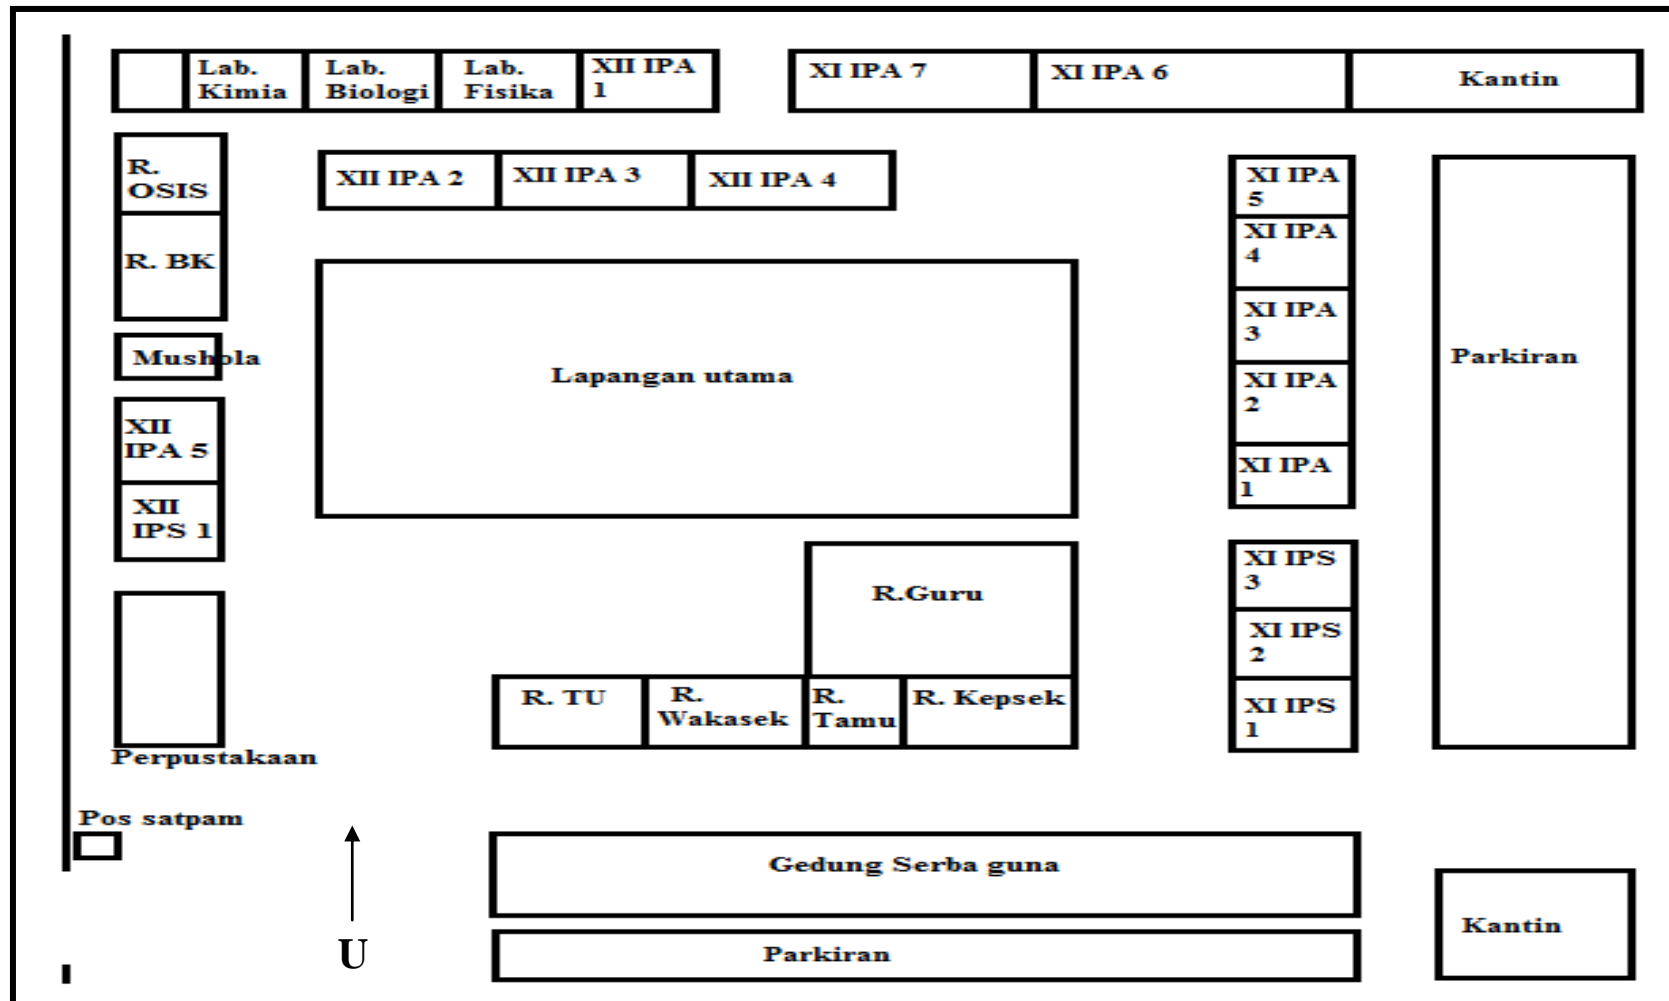 Lab.
Kimia
Lab.
Biologi
Lab.
Fisika
XII IPA
1
XI IPA 7
XI IPA 6
Kantin
R.
OSIS
XII IPA 2
XII IPA 3
XII IPA 4
XI IPA
5
R. BK
XI IPA
4
XI IPA
3
Mushola
Lapangan utama
Parkiran
XI IPA
2
XII
IPA 5
XI IPA
1
XII
IPS 1
R.Guru
XI IPS
3
XI IPS
2
R. TU
R.
Wakasek
R.
Tamu
R. Kepsek
XI IPS
1
Perpustakaan
Pos satpam
Gedung Serba guna
U
Parkiran
Kantin